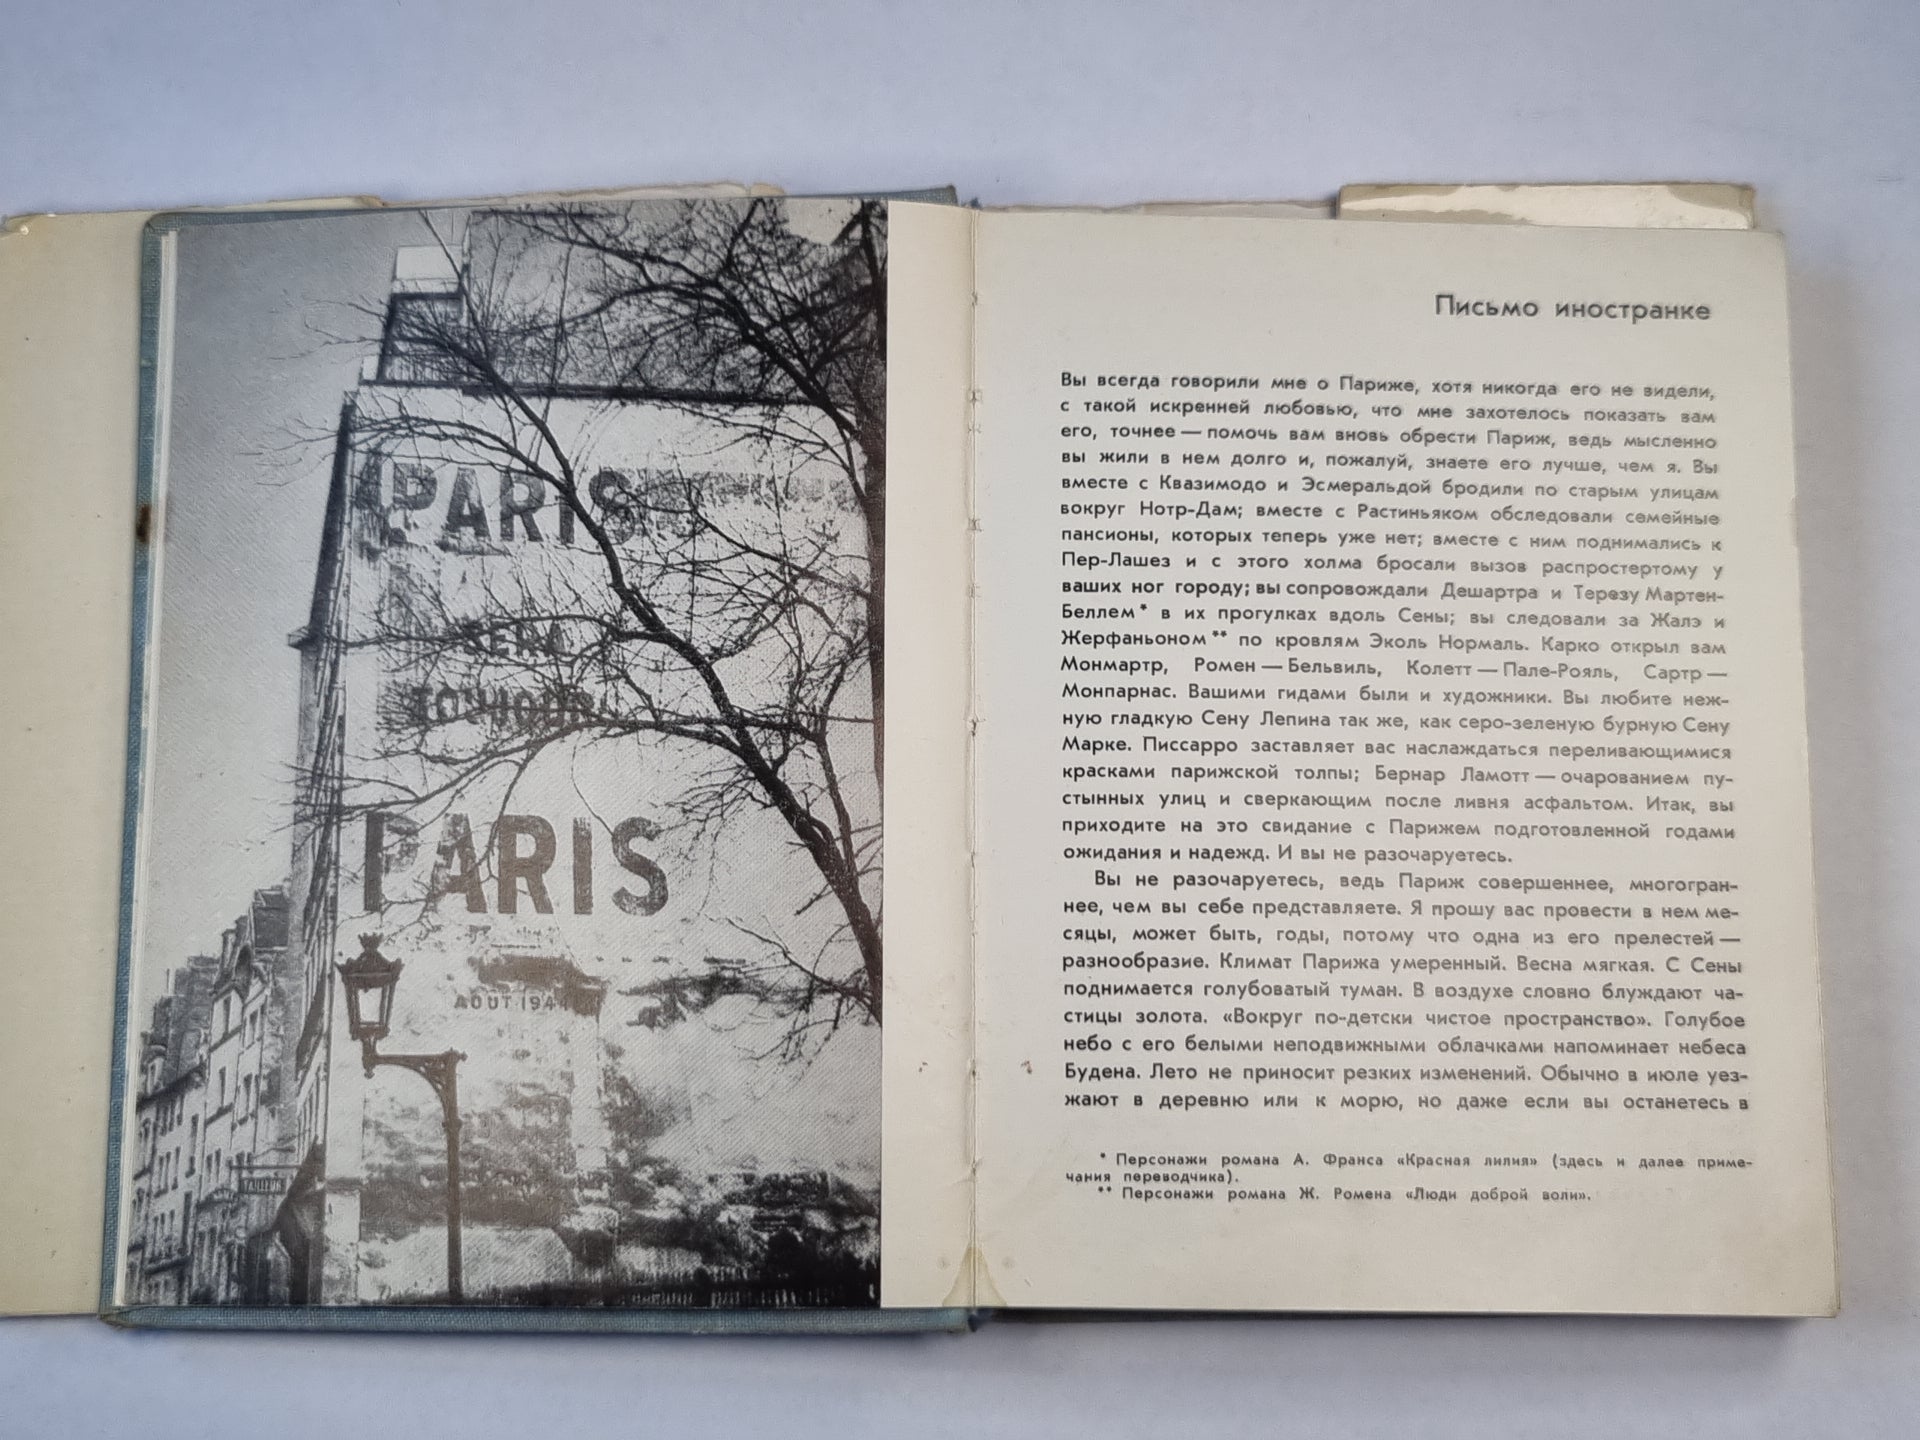 PARIS
SERA
TOUJOURS
PARIS
AOUT 1944
Письмо иностранке
Вы всегда говорили мне о Париже, хотя никогда его не видели,
с такой искренней любовью, что мне захотелось показать вам
его, точнее — помочь вам вновь обрести Париж, ведь мысленно
вы жили в нем долго и, пожалуй, знаете его лучше, чем я. Вы
вместе с Квазимодо и Эсмеральдой бродили по старым улицам
вокруг Нотр-Дам; вместе с Растиньяком обследовали семейные
пансионы, которых теперь уже нет; вместе с ним поднимались к
Пер-Лашез и с этого холма бросали вызов распростертому у
ваших ног городу; вы сопровождали Дешартра и Терезу Мартен-
Беллем * в их прогулках вдоль Сены; вы следовали за Жалэ и
Жерфаньоном ** по кровлям Эколь Нормаль. Карко открыл вам
Монмартр, Ромен — Бельвиль, Колетт — Пале-Рояль, Сартр —
Монпарнас. Вашими гидами были и художники. Вы любите неж-
ную гладкую Сену Лепина так же, как серо-зеленую бурную Сену
Марке. Писсарро заставляет вас наслаждаться переливающимися
красками парижской толпы; Бернар Ламотт — очарованием пу-
стынных улиц и сверкающим после ливня асфальтом. Итак, вы
приходите на это свидание с Парижем подготовленной годами
ожидания и надежд. И вы не разочаруетесь.
Вы не разочаруетесь, ведь Париж совершеннее, многогран-
нее, чем вы себе представляете. Я прошу вас провести в нем ме-
сяцы, может быть, годы, потому что одна из его прелестей —
разнообразие. Климат Парижа умеренный. Весна мягкая. С Сены
поднимается голубоватый туман. В воздухе словно блуждают ча-
стицы золота. «Вокруг по-детски чистое пространство». Голубое
небо с его белыми неподвижными облачками напоминает небеса
Будена. Лето не приносит резких изменений. Обычно в июле уез-
жают в деревню или к морю, но даже если вы останетесь в
* Персонажи романа А. Франса «Красная лилия» (здесь и далее приме-
чания переводчика).
** Персонажи романа Ж. Ромена «Люди доброй воли».